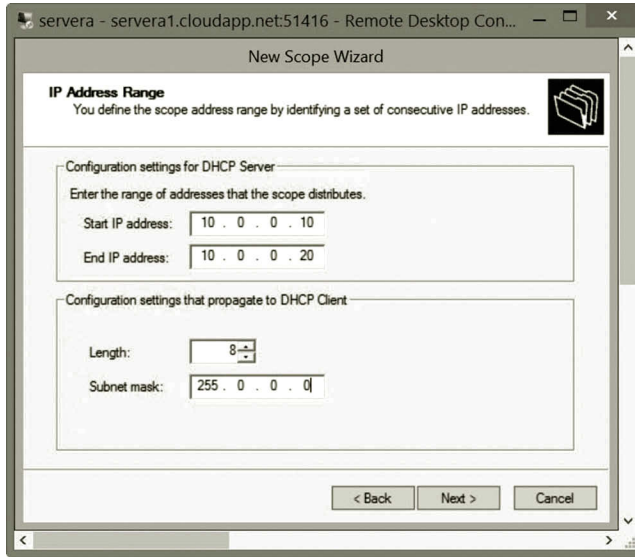 servera - servera1.cloudapp.net:51416 - Remote Desktop Con...
New Scope Wizard
IP Address Range
You define the scope address range by identifying a set of consecutive IP addresses.
Configuration settings for DHCP Server
Enter the range of addresses that the scope distributes.
Start IP address: 10 . 0 . 0 . 10
End IP address: 10 . 0 . 0 . 20
Configuration settings that propagate to DHCP Client
Length: 8
Subnet mask: 255 . 0 . 0 . 0
< Back Next > Cancel